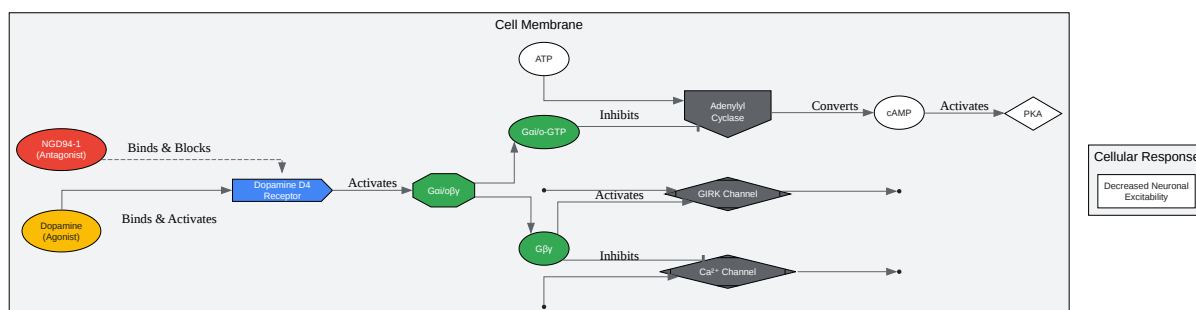 Cell Membrane
ATP
Adenylyl
Cyclase
Inhibits
Converts
cAMP
Activates
PKA
Gαi/o-GTP
NGD94-1
(Antagonist)
Binds & Blocks
Dopamine D4
Receptor
Activates
Gαi/oβγ
Activates
GIRK Channel
Dopamine
(Agonist)
Binds & Activates
Gβγ
Inhibits
Ca²⁺ Channel
Cellular Response
Decreased Neuronal
Excitability